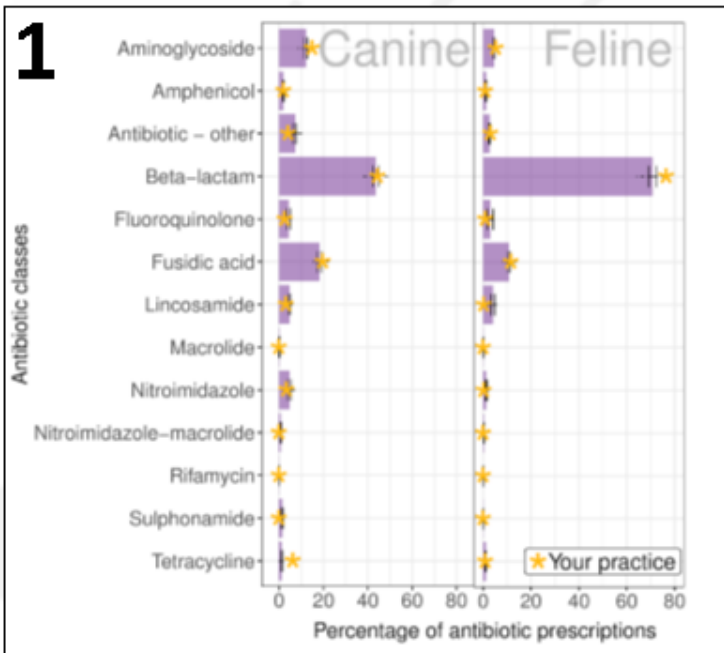 1
Canine
Feline
Antibiotic classes
Aminoglycoside
Amphenicol
Antibiotic – other
Beta–lactam
Fluoroquinolone
Fusidic acid
Lincosamide
Macrolide
Nitroimidazole
Nitroimidazole–macrolide
Rifamycin
Sulphonamide
Tetracycline
Your practice
0 20 40 60 80 0 20 40 60 80
Percentage of antibiotic prescriptions